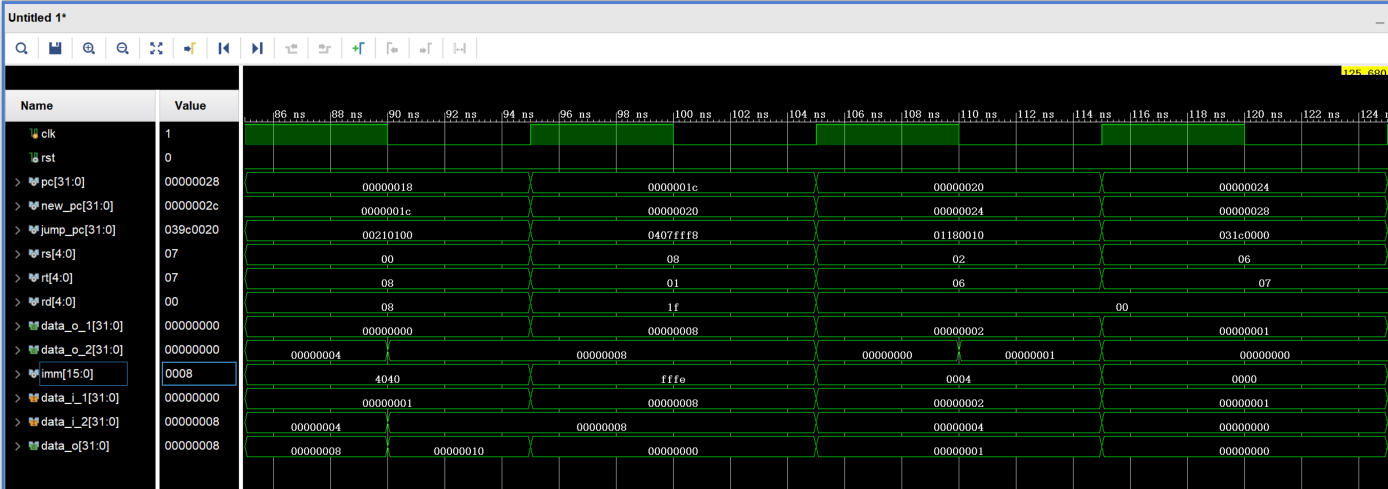 Untitled 1*
125.680
Name Value
86 ns 88 ns 90 ns 92 ns 94 ns 96 ns 98 ns 100 ns 102 ns 104 ns 106 ns 108 ns 110 ns 112 ns 114 ns 116 ns 118 ns 120 ns 122 ns 124 n
clk 1
rst 0
pc[31:0] 00000028 00000018 0000001c 00000020 00000024
new_pc[31:0] 0000002c 0000001c 00000020 00000024 00000028
jump_pc[31:0] 039c0020 00210100 0407fff8 01180010 031c0000
rs[4:0] 07 00 08 02 06
rt[4:0] 07 08 01 06 07
rd[4:0] 00 08 1f 00
data_o_1[31:0] 00000000 00000000 00000008 00000002 00000001
data_o_2[31:0] 00000000 00000004 00000008 00000000 00000001 00000000
imm[15:0] 0008 4040 fffe 0004 0000
data_i_1[31:0] 00000000 00000001 00000008 00000002 00000001
data_i_2[31:0] 00000008 00000004 00000008 00000004 00000000
data_o[31:0] 00000008 00000008 00000010 00000000 00000001 00000000